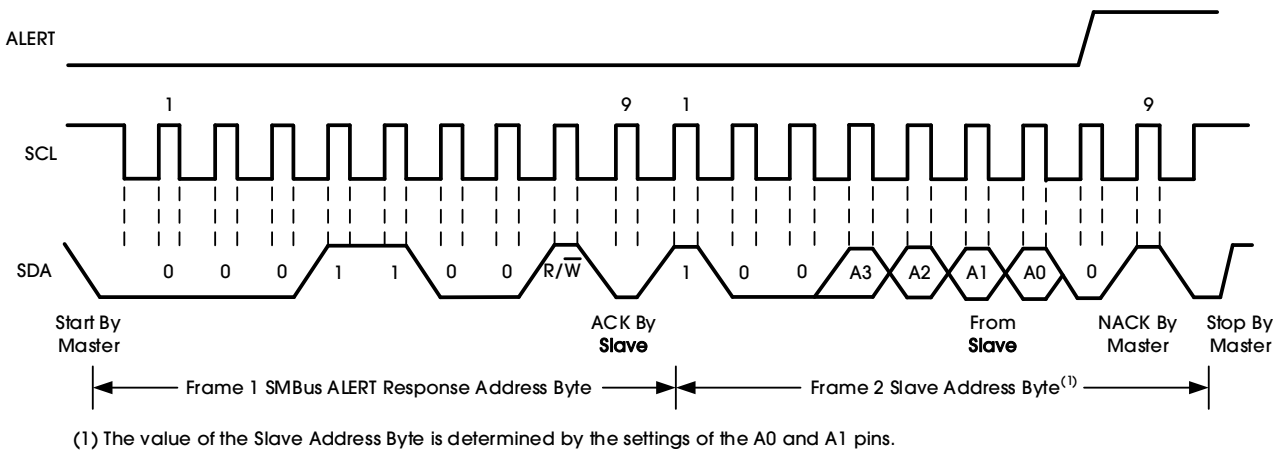 ALERT
1 9 1 9
SCL
SDA 0 0 0 1 1 0 0 R/W̅ 1 0 0 A3 A2 A1 A0 0
Start By
Master
ACK By
Slave
From
Slave
NACK By
Master
Stop By
Master
Frame 1 SMBus ALERT Response Address Byte
Frame 2 Slave Address Byte(1)
(1) The value of the Slave Address Byte is determined by the settings of the A0 and A1 pins.